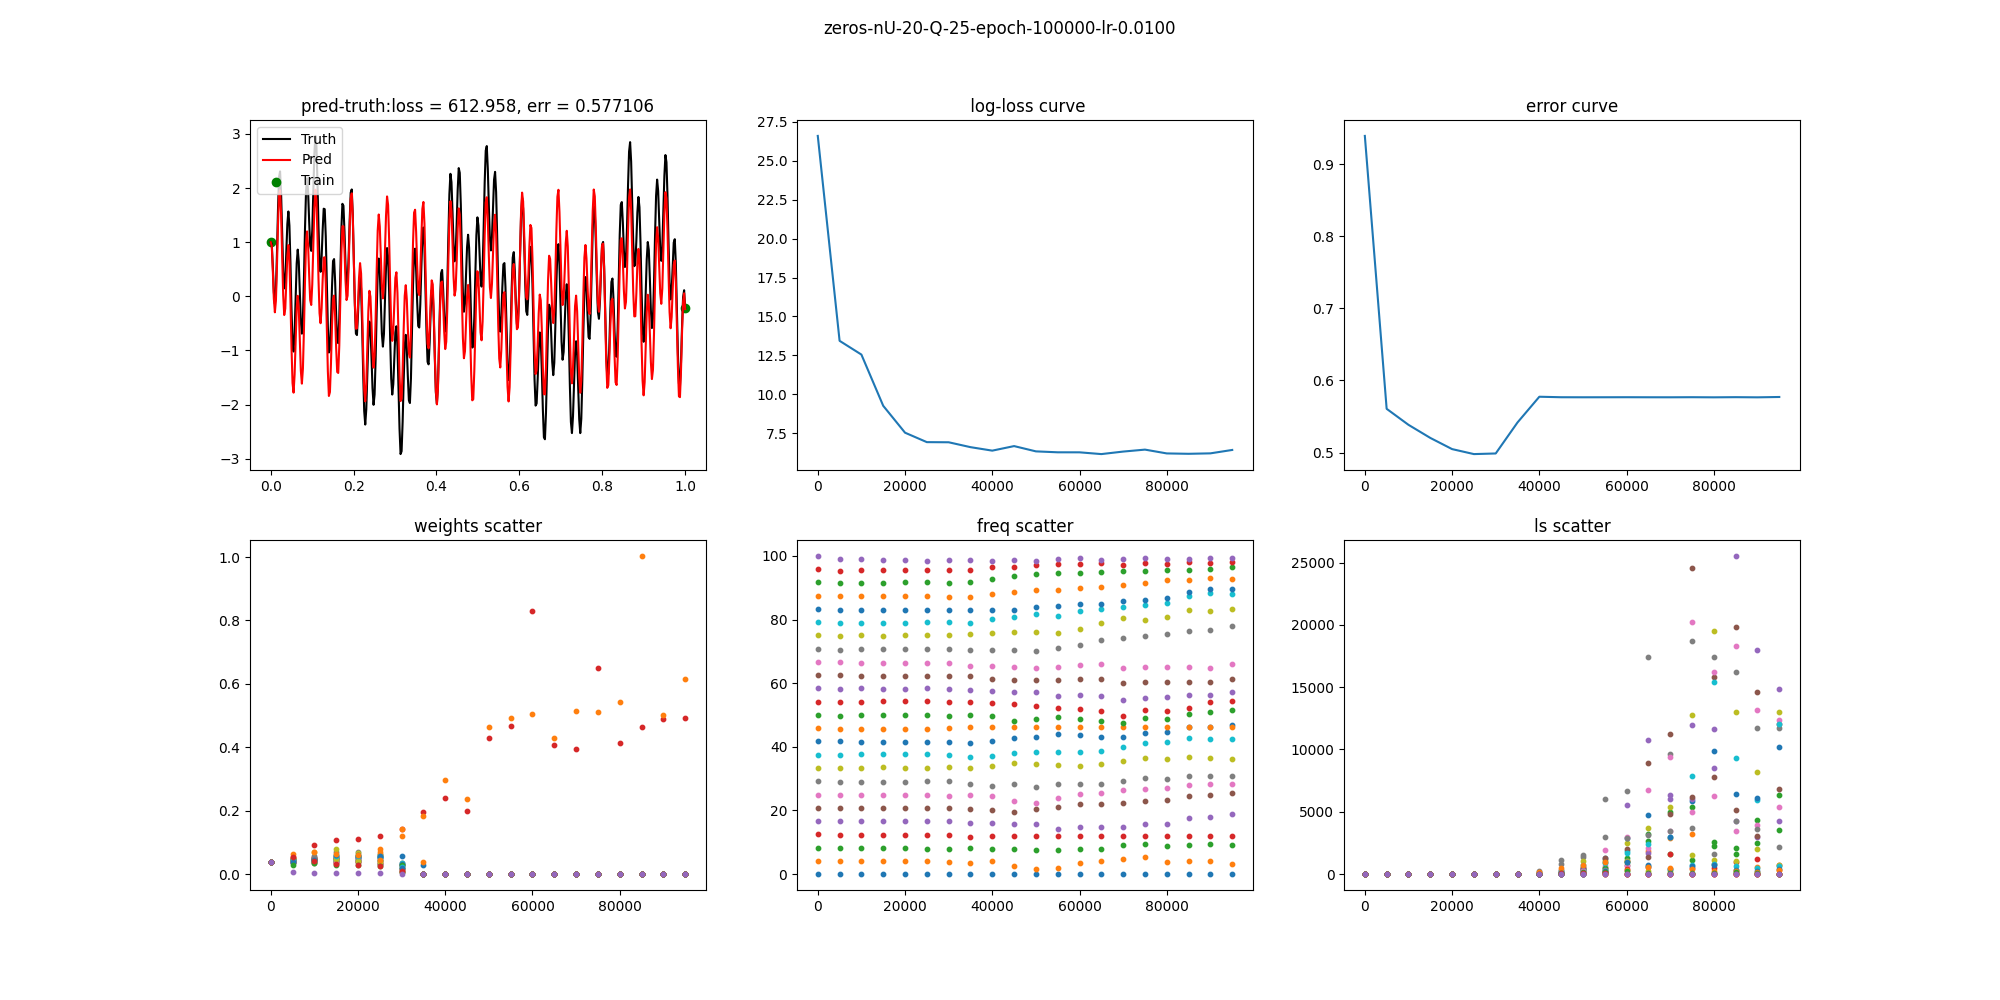 zeros-nU-20-Q-25-epoch-100000-lr-0.0100
pred-truth:loss = 612.958, err = 0.577106
Truth
Pred
Train
3
2
1
0
−1
−2
−3
0.0 0.2 0.4 0.6 0.8 1.0
log-loss curve
27.5
25.0
22.5
20.0
17.5
15.0
12.5
10.0
7.5
0 20000 40000 60000 80000
error curve
0.9
0.8
0.7
0.6
0.5
0 20000 40000 60000 80000
weights scatter
1.0
0.8
0.6
0.4
0.2
0.0
0 20000 40000 60000 80000
freq scatter
100
80
60
40
20
0
0 20000 40000 60000 80000
ls scatter
25000
20000
15000
10000
5000
0
0 20000 40000 60000 80000